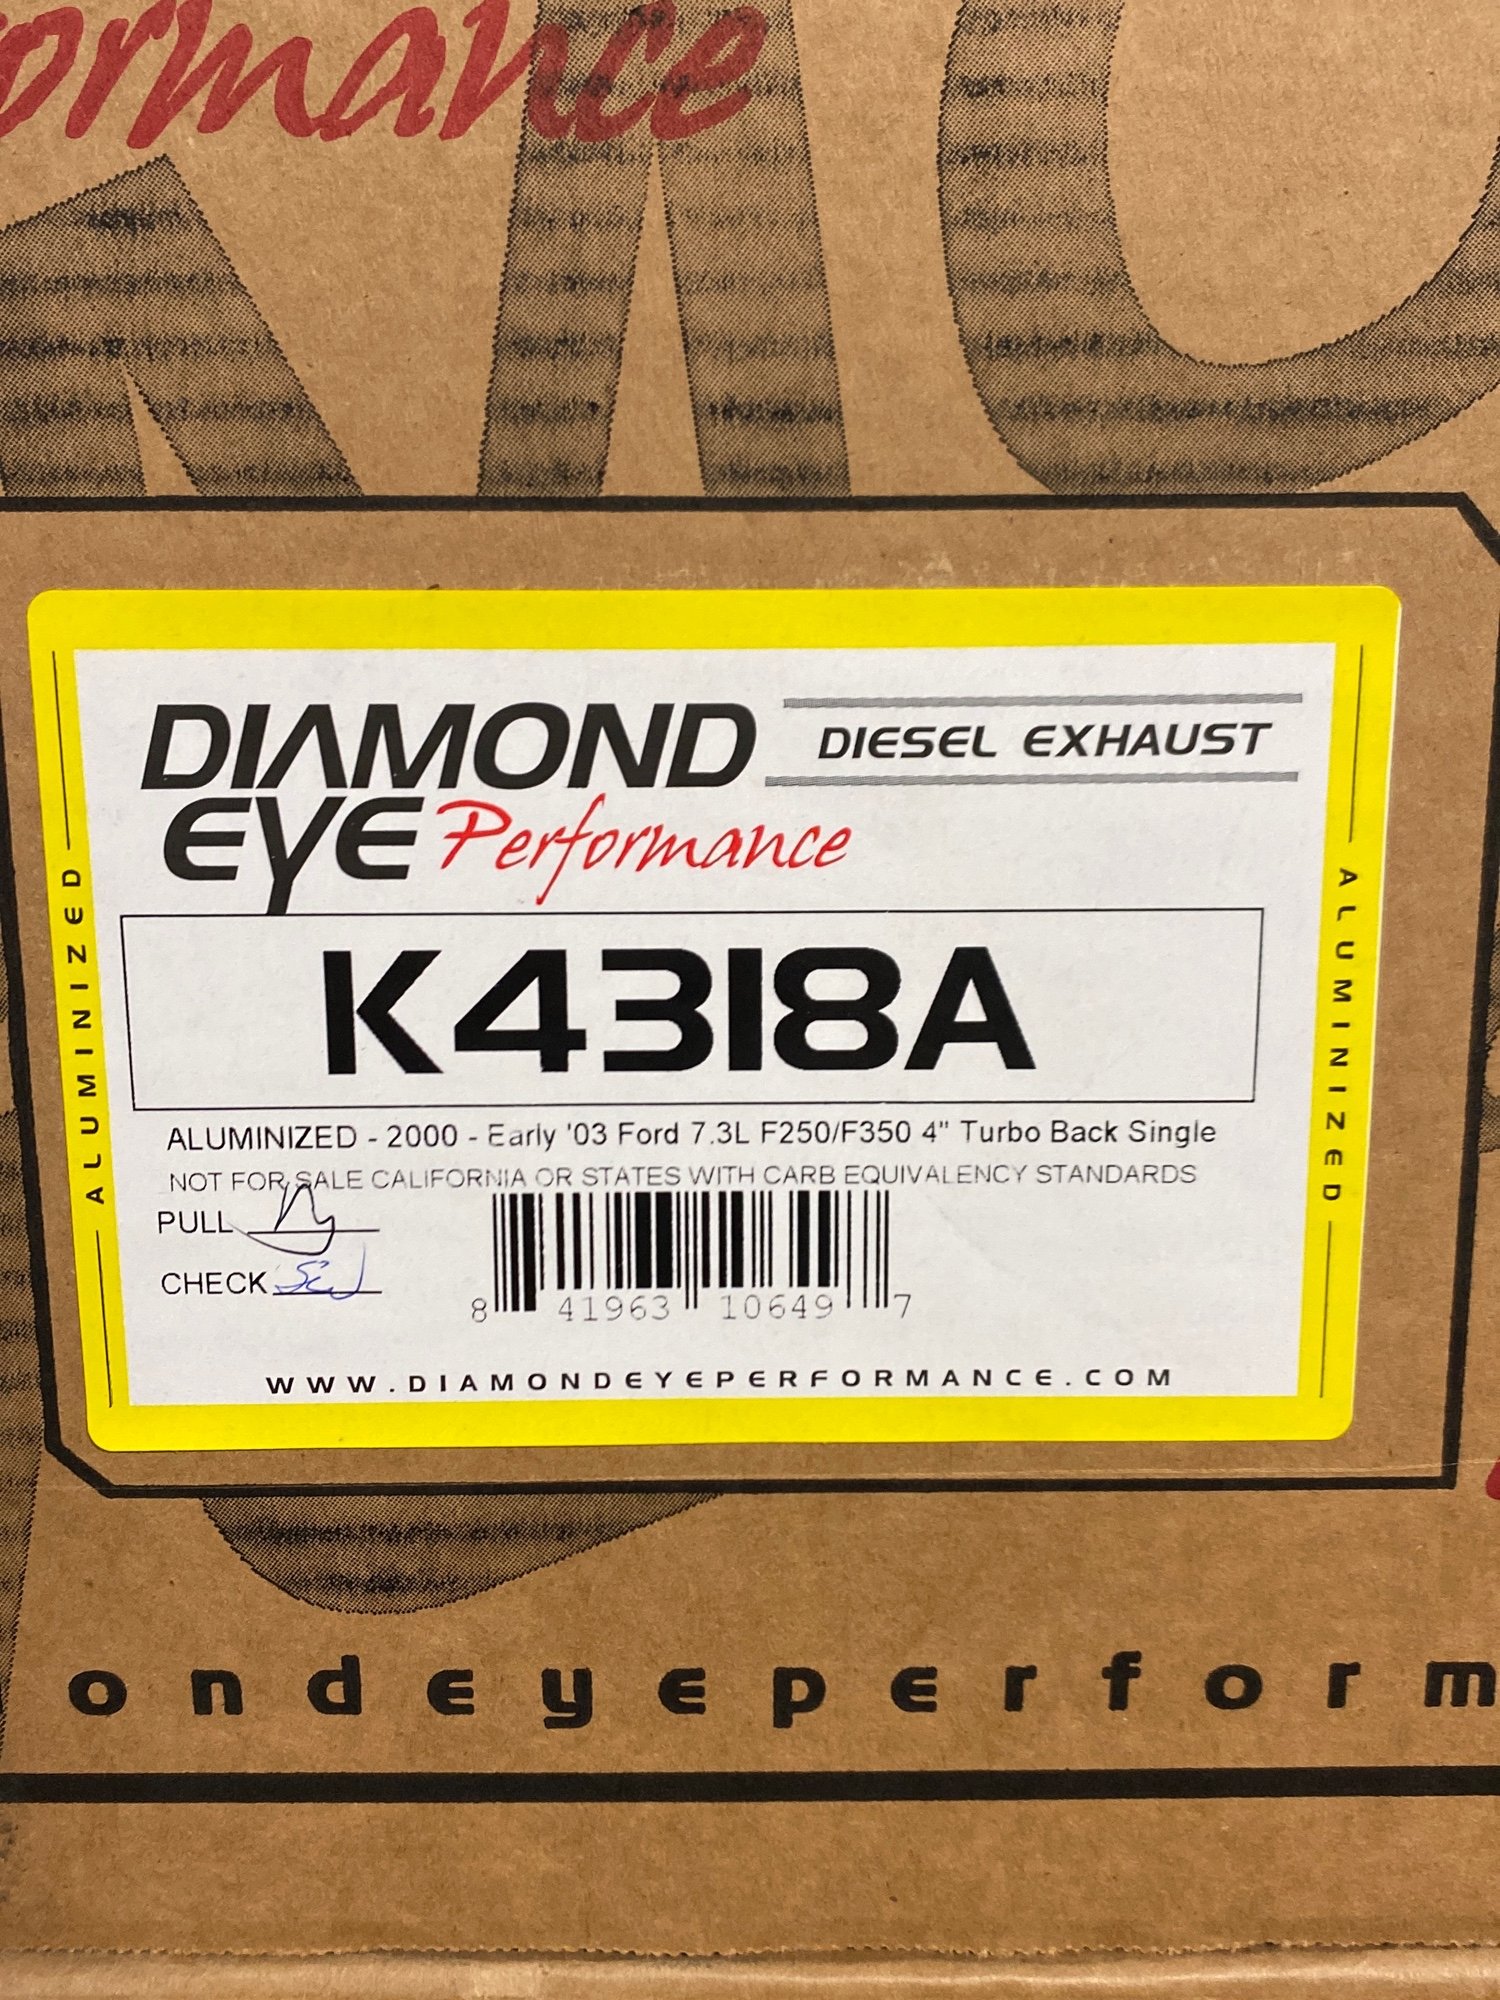 ormance
DIAMOND
DIESEL EXHAUST
EYE Performance
K4318A
ALUMINIZED - 2000 - Early '03 Ford 7.3L F250/F350 4" Turbo Back Single
NOT FOR SALE CALIFORNIA OR STATES WITH CARB EQUIVALENCY STANDARDS
PULL
CHECK
8 41963 10649 7
WWW.DIAMONDEYEPERFORMANCE.COM
ALUMINIZED
ALUMINIZED
ondeyeperform